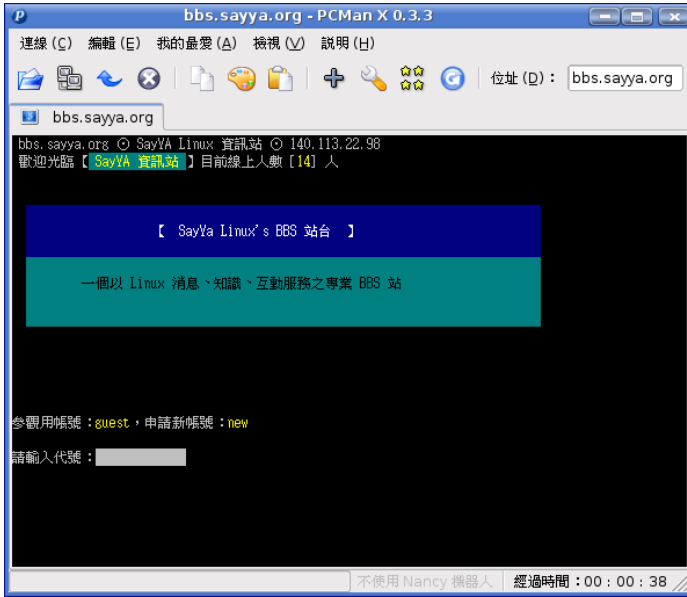 bbs.sayya.org - PCMan X 0.3.3
連線(C) 編輯(E) 我的最愛(A) 檢視(V) 說明(H)
位址(D): bbs.sayya.org
bbs.sayya.org
bbs.sayya.org ⊙ SayYA Linux 資訊站 ⊙ 140.113.22.98
歡迎光臨【 SayYA 資訊站 】目前線上人數 [14] 人
【 SayYa Linux's BBS 站台 】
一個以 Linux 消息、知識、互動服務之專業 BBS 站
參觀用帳號：guest，申請新帳號：new
請輸入代號：
不使用 Nancy 機器人 經過時間：00 : 00 : 38